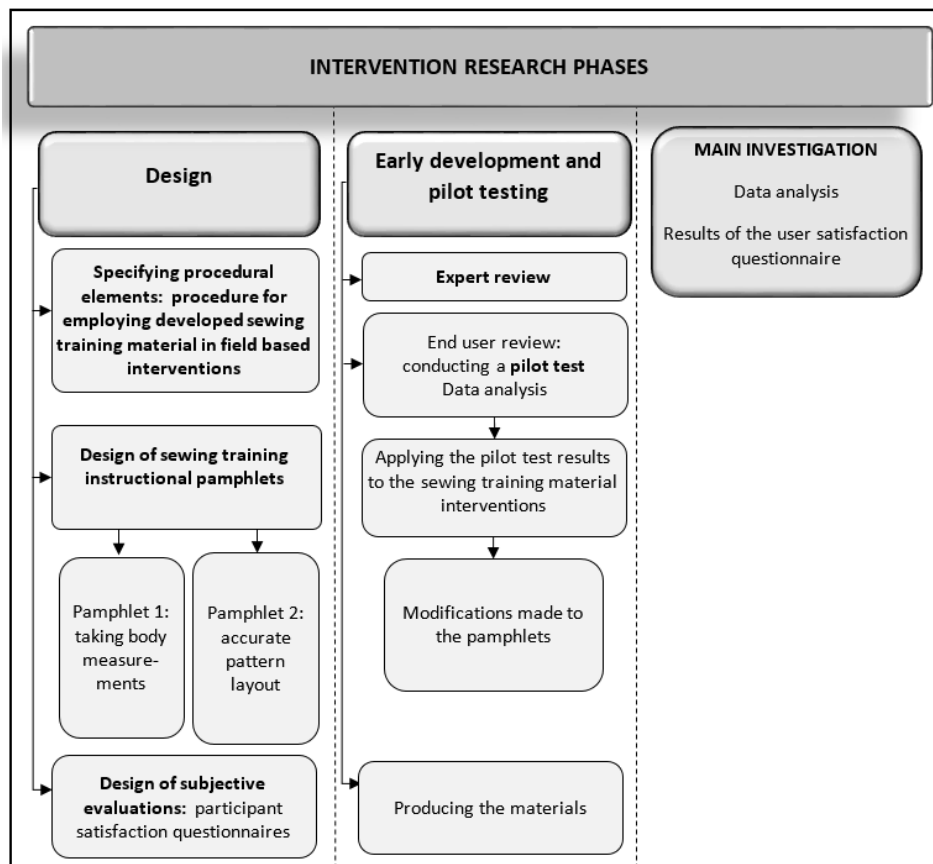 INTERVENTION RESEARCH PHASES
Design
Specifying procedural
elements: procedure for
employing developed sewing
training material in field based
interventions
Design of sewing training
instructional pamphlets
Pamphlet 1:
taking body
measure-
ments
Pamphlet 2:
accurate
pattern
layout
Design of subjective
evaluations: participant
satisfaction questionnaires
Early development and
pilot testing
Expert review
End user review:
conducting a pilot test
Data analysis
Applying the pilot test results
to the sewing training material
interventions
Modifications made to
the pamphlets
Producing the materials
MAIN INVESTIGATION
Data analysis
Results of the user satisfaction
questionnaire